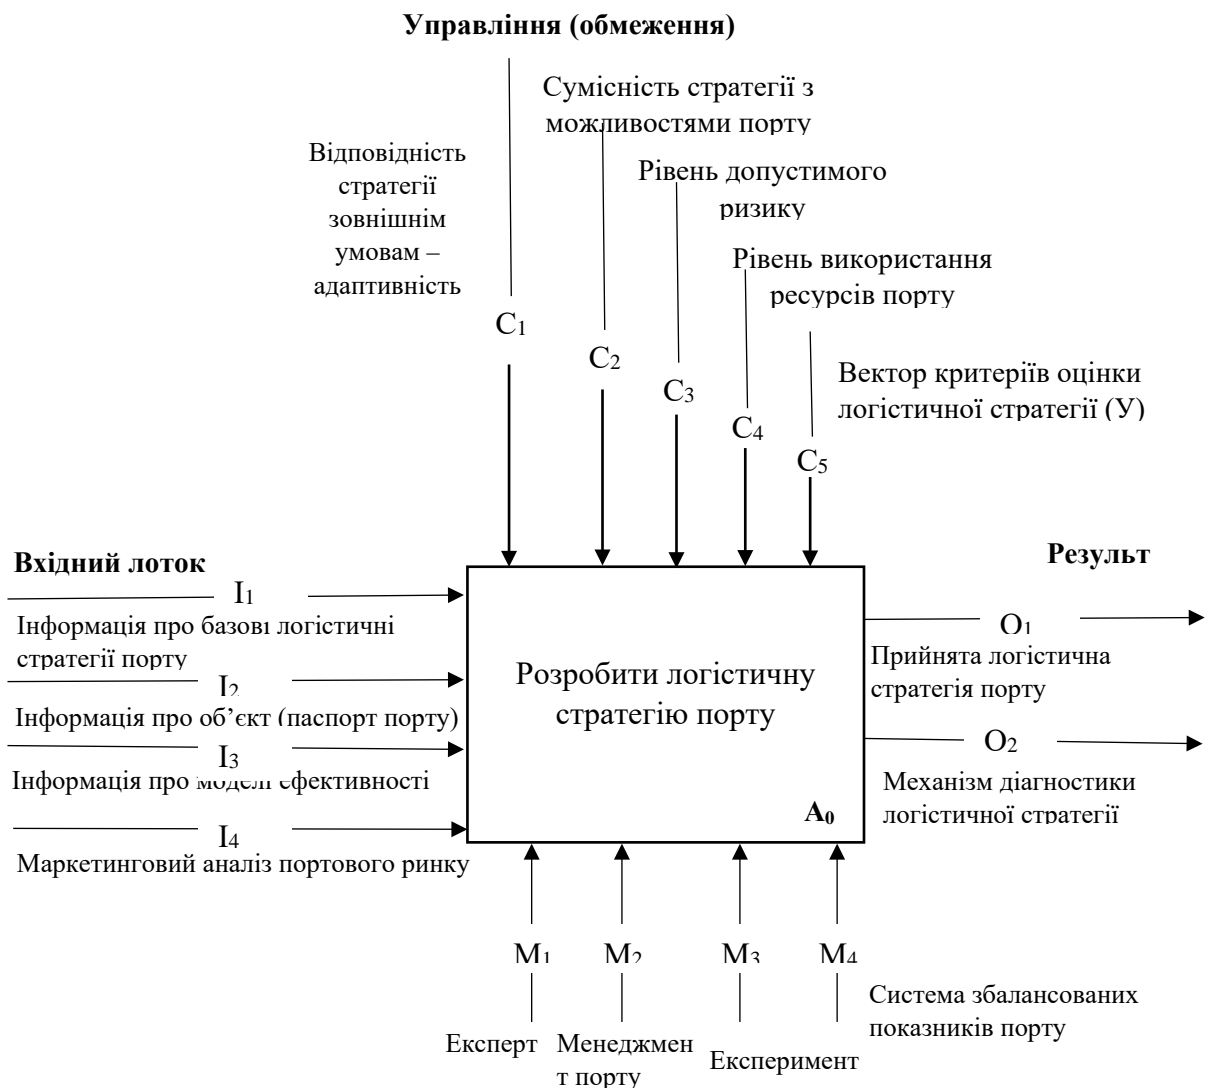 Управління (обмеження)
Сумісність стратегії з
можливостями порту
Відповідність
стратегії
зовнішнім
умовам –
адаптивність
Рівень допустимого
ризику
Рівень використання
ресурсів порту
C1
C2
C3
C4
C5
Вектор критеріїв оцінки
логістичної стратегії (У)
Вхідний лоток
Результ
I1
Інформація про базові логістичні
стратегії порту
I2
Інформація про об’єкт (паспорт порту)
I3
Інформація про моделі ефективності
I4
Маркетинговий аналіз портового ринку
Розробити логістичну
стратегію порту
A0
O1
Прийнята логістична
стратегія порту
O2
Механізм діагностики
логістичної стратегії
M1
M2
M3
M4
Експерт
Менеджмен
т порту
Експеримент
Система збалансованих
показників порту